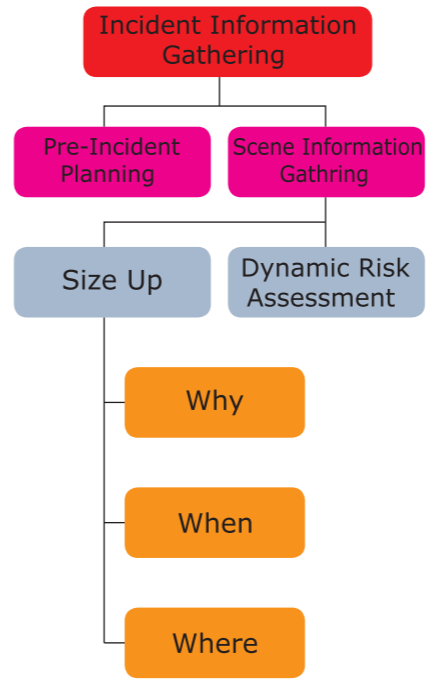 Incident Information
Gathering
Pre-Incident
Planning
Scene Information
Gathring
Size Up
Dynamic Risk
Assessment
Why
When
Where